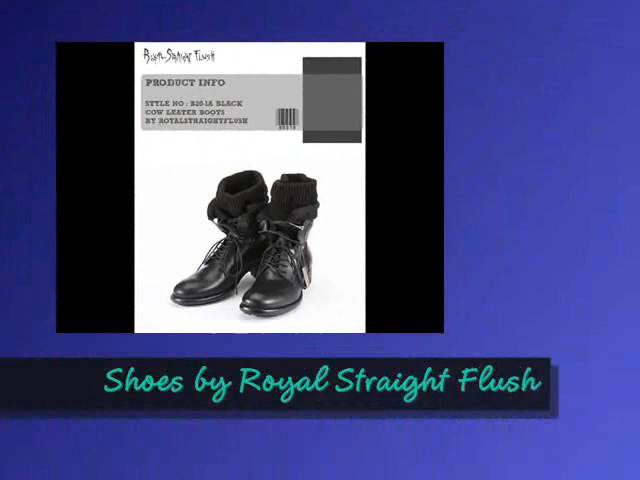 Royal Straight Flush
PRODUCT INFO
STYLE NO : B20-1A BLACK
COW LEATER BOOTS
BY ROYALSTRAIGHTFLUSH
Shoes by Royal Straight Flush